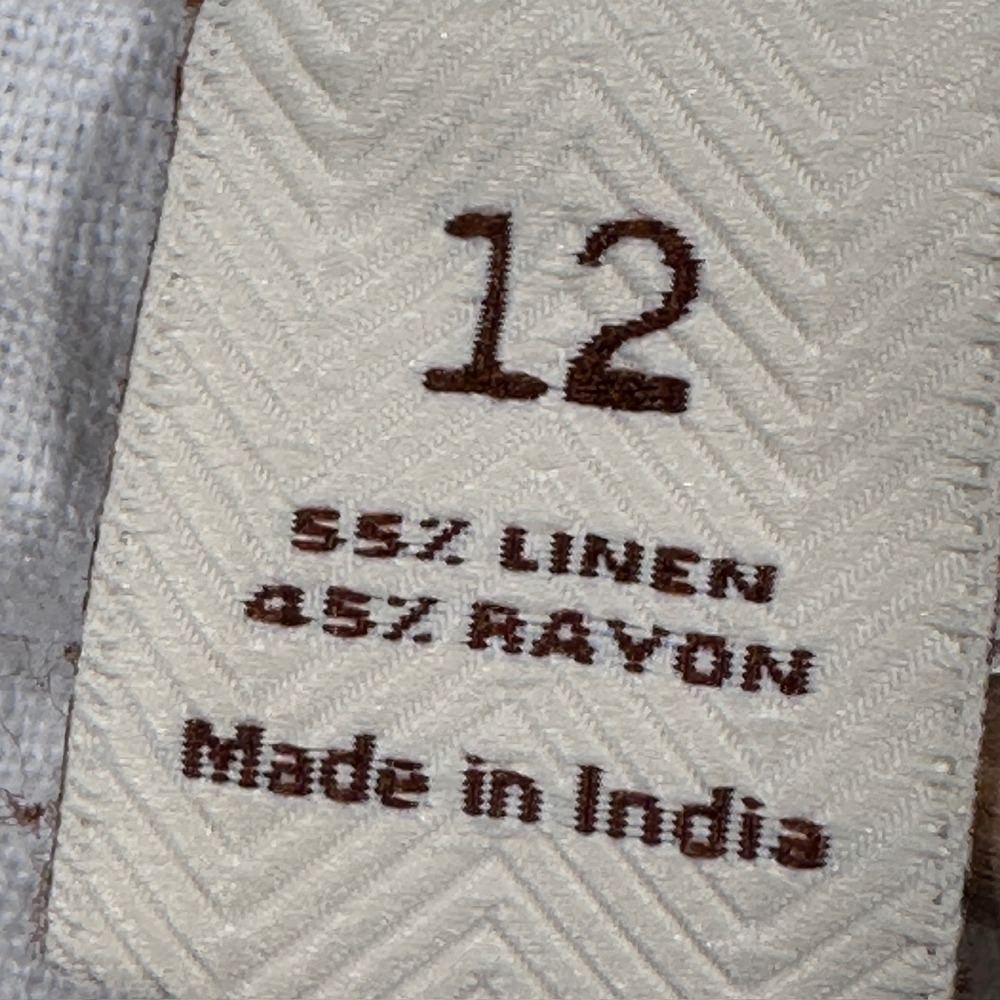 12
55% LINEN
45% RAYON
Made in India